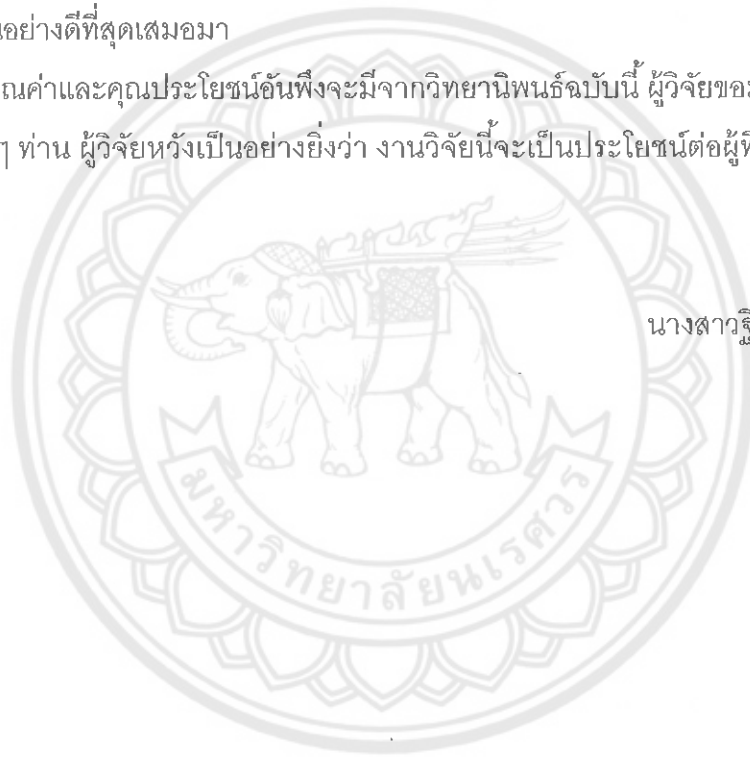 อย่างดีที่สุดเสมอมา
ณค่าและคุณประโยชน์อันพึงจะมีจากวิทยานิพนธ์ฉบับนี้ ผู้วิจัยขอ
ๆ ท่าน ผู้วิจัยหวังเป็นอย่างยิ่งว่า งานวิจัยนี้จะเป็นประโยชน์ต่อผู้ที
นางสาวฐิ
มหาวิทยาลัยนเรศวร